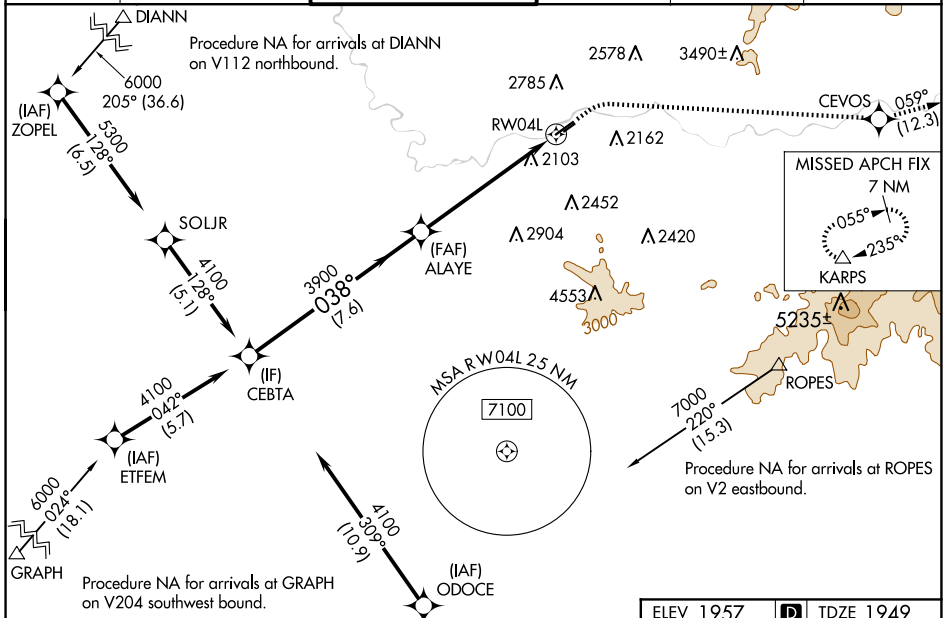 DIANN
Procedure NA for arrivals at DIANN
on V112 northbound.
6000
205° (36.6)
(IAF)
ZOPEL
5300
128°
(6.5)
SOLJR
4100
128°
(5.1)
2578
3490±
2785
RW04L
2103
2162
CEVOS
059°
(12.3)
MISSED APCH FIX
7 NM
055°
235°
KARPS
2452
2904
2420
(FAF)
ALAYE
3900
038°
(7.6)
4553
3000
5235±
(IF)
CEBTA
MSA RW04L 25 NM
7100
ROPES
7000
220°
(15.3)
Procedure NA for arrivals at ROPES
on V2 eastbound.
4100
042°
(5.7)
(IAF)
ETFEM
6000
024°
(18.1)
GRAPH
Procedure NA for arrivals at GRAPH
on V204 southwest bound.
4100
309°
(10.9)
(IAF)
ODOCE
ELEV 1957 D TDZE 1949